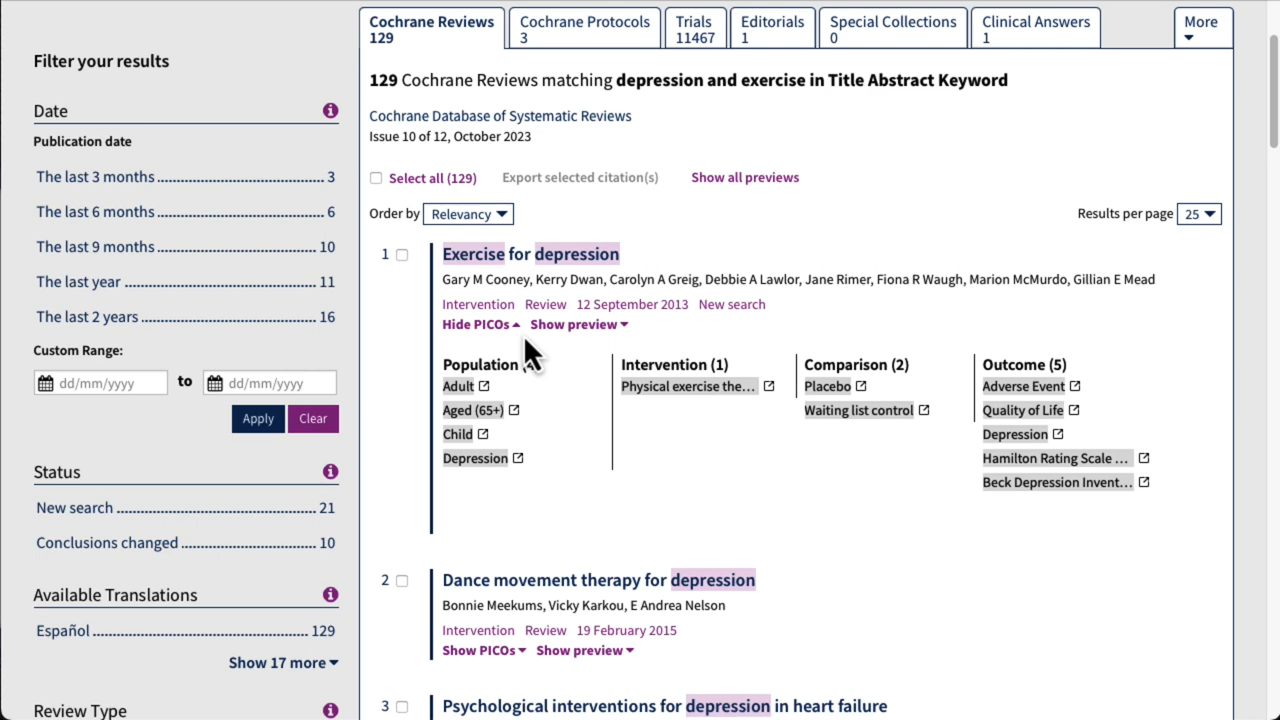 Cochrane Reviews
129
Cochrane Protocols
3
Trials
11467
Editorials
1
Special Collections
0
Clinical Answers
1
More
Filter your results
Date
Publication date
The last 3 months 3
The last 6 months 6
The last 9 months 10
The last year 11
The last 2 years 16
Custom Range:
dd/mm/yyyy to dd/mm/yyyy
Apply Clear
Status
New search 21
Conclusions changed 10
Available Translations
Español 129
Show 17 more
Review Type
129 Cochrane Reviews matching depression and exercise in Title Abstract Keyword
Cochrane Database of Systematic Reviews
Issue 10 of 12, October 2023
Select all (129) Export selected citation(s) Show all previews
Order by Relevancy Results per page 25
1 Exercise for depression
Gary M Cooney, Kerry Dwan, Carolyn A Greig, Debbie A Lawlor, Jane Rimer, Fiona R Waugh, Marion McMurdo, Gillian E Mead
Intervention Review 12 September 2013 New search
Hide PICOs Show preview
Population
Adult
Aged (65+)
Child
Depression
Intervention (1)
Physical exercise the...
Comparison (2)
Placebo
Waiting list control
Outcome (5)
Adverse Event
Quality of Life
Depression
Hamilton Rating Scale ...
Beck Depression Invent...
2 Dance movement therapy for depression
Bonnie Meekums, Vicky Karkou, E Andrea Nelson
Intervention Review 19 February 2015
Show PICOs Show preview
3 Psychological interventions for depression in heart failure